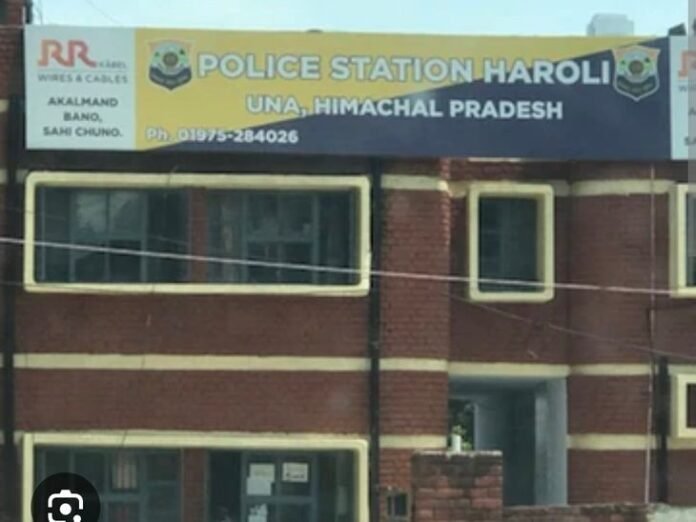 RR KABEL
WIRES & CABLES
AKALMAND
BANO,
SAHI CHUNO.
POLICE STATION HAROLI
UNA, HIMACHAL PRADESH
Ph. 01975-284026